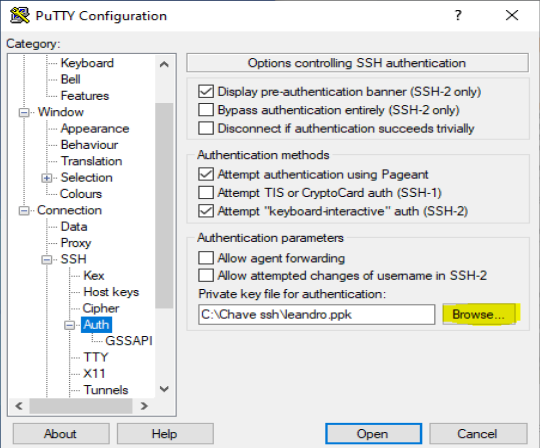 PuTTY Configuration
?
Category:
Keyboard
Bell
Features
Window
Appearance
Behaviour
Translation
Selection
Colours
Connection
Data
Proxy
SSH
Kex
Host keys
Cipher
Auth
GSSAPI
TTY
X11
Tunnels
Options controlling SSH authentication
Display pre-authentication banner (SSH-2 only)
Bypass authentication entirely (SSH-2 only)
Disconnect if authentication succeeds trivially
Authentication methods
Attempt authentication using Pageant
Attempt TIS or CryptoCard auth (SSH-1)
Attempt "keyboard-interactive" auth (SSH-2)
Authentication parameters
Allow agent forwarding
Allow attempted changes of username in SSH-2
Private key file for authentication:
C:\Chave ssh\leandro.ppk
Browse...
About
Help
Open
Cancel